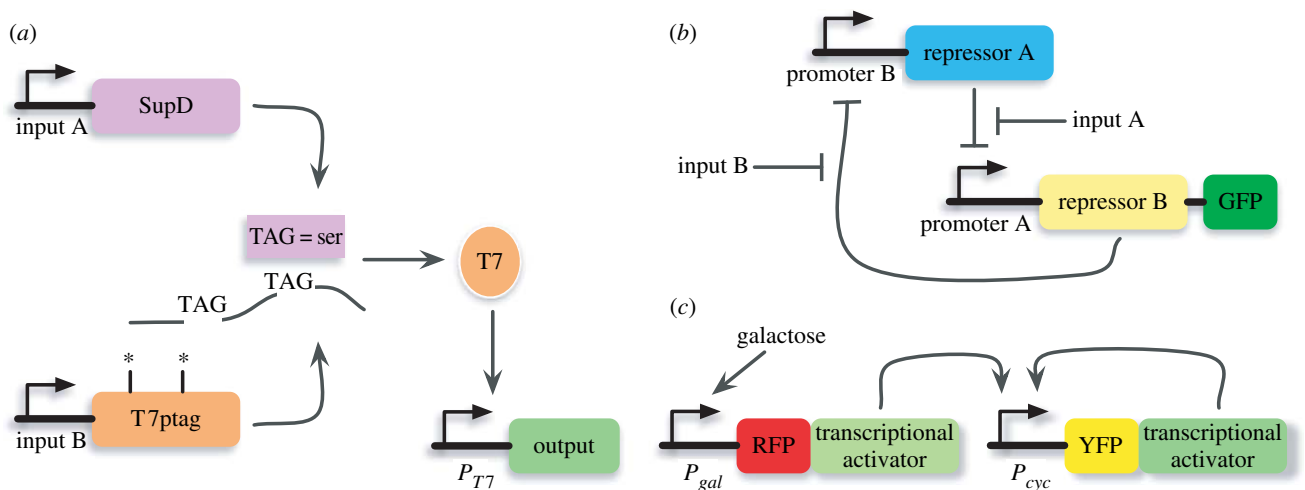 (a)
SupD
input A
TAG = ser
TAG
TAG
T7
* *
T7ptag
input B
output
P_T7
(b)
repressor A
promoter B
input A
input B
repressor B
GFP
promoter A
(c)
galactose
RFP
transcriptional
activator
P_gal
YFP
transcriptional
activator
P_cyc